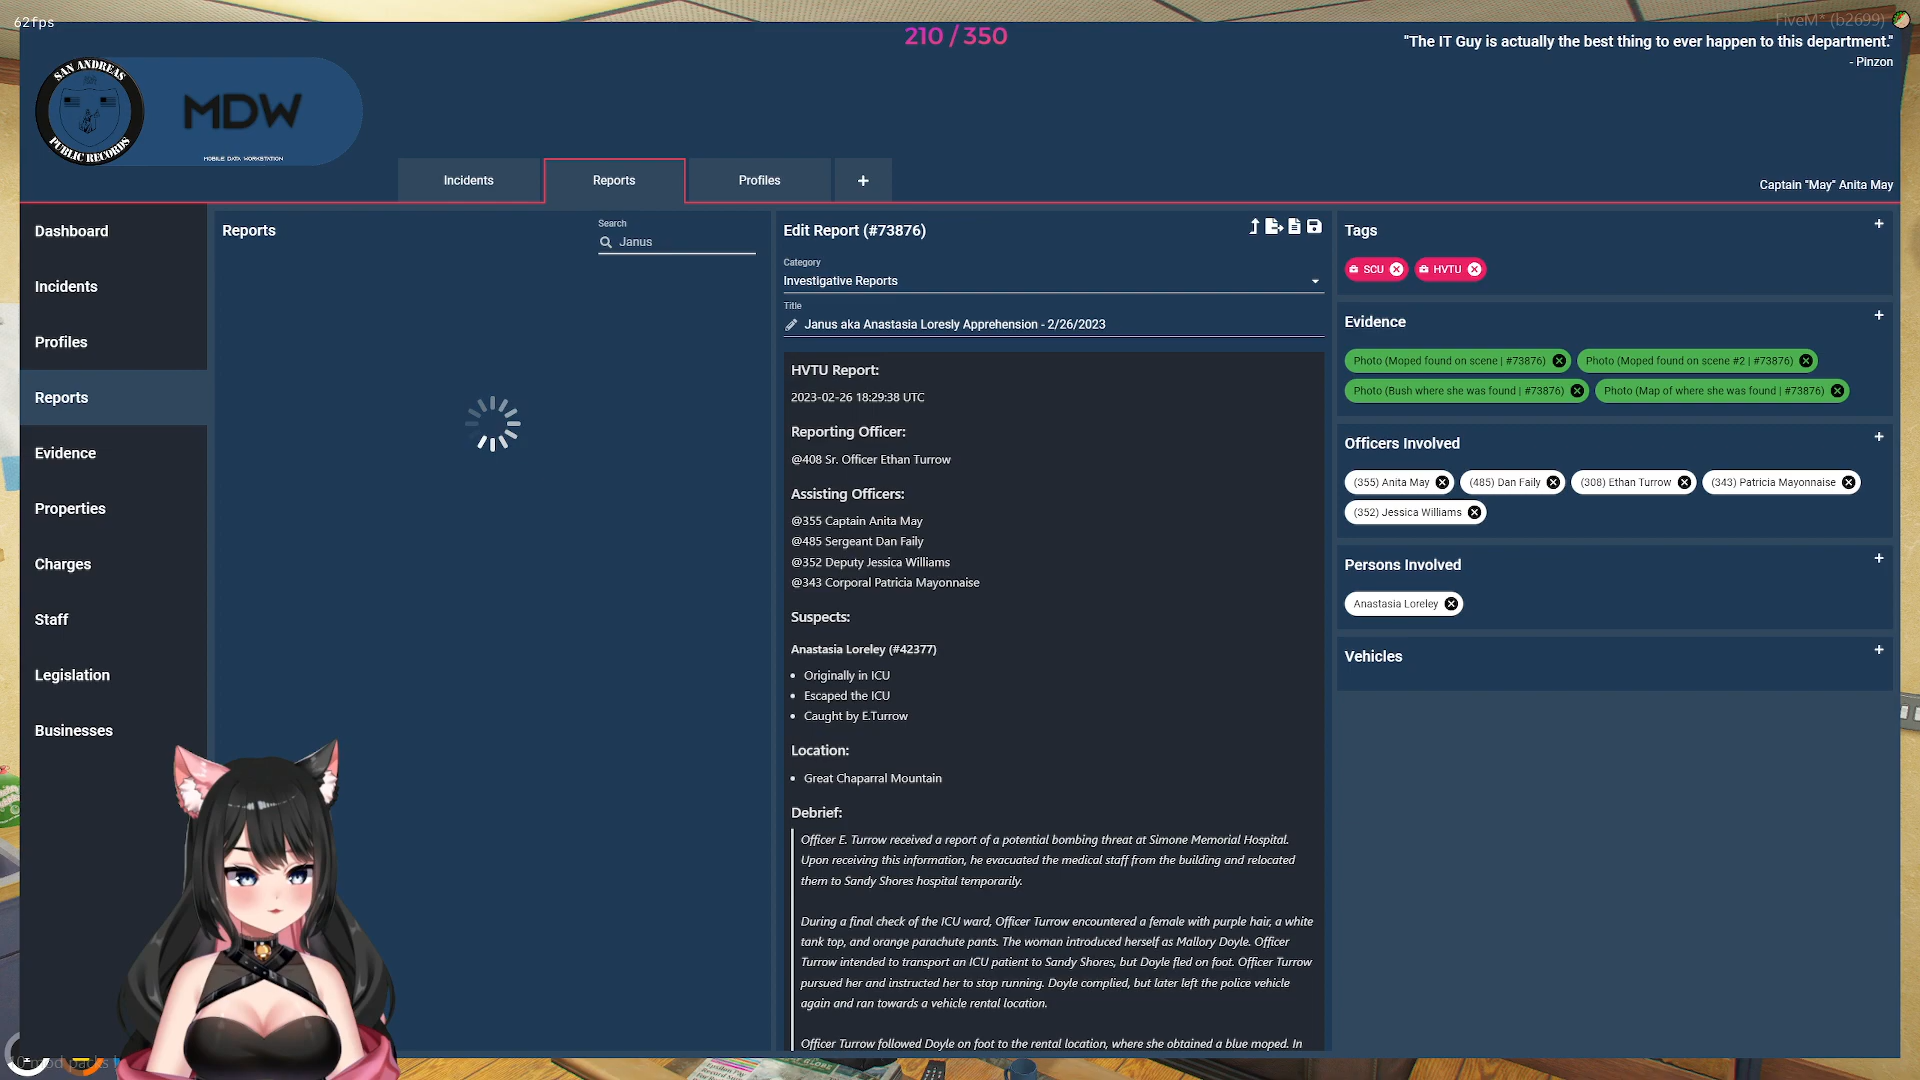 62fps
210 / 350
FiveM* (b2699)
"The IT Guy is actually the best thing to ever happen to this department."
- Pinzon
SAN ANDREAS
PUBLIC RECORDS
MDW
MOBILE DATA WORKSTATION
Incidents
Reports
Profiles
+
Captain "May" Anita May
Dashboard
Incidents
Profiles
Reports
Evidence
Properties
Charges
Staff
Legislation
Businesses
Reports
Search
Janus
Edit Report (#73876)
Category
Investigative Reports
Title
Janus aka Anastasia Loresly Apprehension - 2/26/2023
HVTU Report:
2023-02-26 18:29:38 UTC
Reporting Officer:
@408 Sr. Officer Ethan Turrow
Assisting Officers:
@355 Captain Anita May
@485 Sergeant Dan Faily
@352 Deputy Jessica Williams
@343 Corporal Patricia Mayonnaise
Suspects:
Anastasia Loreley (#42377)
• Originally in ICU
• Escaped the ICU
• Caught by E.Turrow
Location:
• Great Chaparral Mountain
Debrief:
Officer E. Turrow received a report of a potential bombing threat at Simone Memorial Hospital.
Upon receiving this information, he evacuated the medical staff from the building and relocated
them to Sandy Shores hospital temporarily.
During a final check of the ICU ward, Officer Turrow encountered a female with purple hair, a white
tank top, and orange parachute pants. The woman introduced herself as Mallory Doyle. Officer
Turrow intended to transport an ICU patient to Sandy Shores, but Doyle fled on foot. Officer Turrow
pursued her and instructed her to stop running. Doyle complied, but later left the police vehicle
again and ran towards a vehicle rental location.
Officer Turrow followed Doyle on foot to the rental location, where she obtained a blue moped. In
Tags
+
SCU
HVTU
Evidence
+
Photo (Moped found on scene | #73876)
Photo (Moped found on scene #2 | #73876)
Photo (Bush where she was found | #73876)
Photo (Map of where she was found | #73876)
Officers Involved
+
(355) Anita May
(485) Dan Faily
(308) Ethan Turrow
(343) Patricia Mayonnaise
(352) Jessica Williams
Persons Involved
+
Anastasia Loreley
Vehicles
+
mod packs